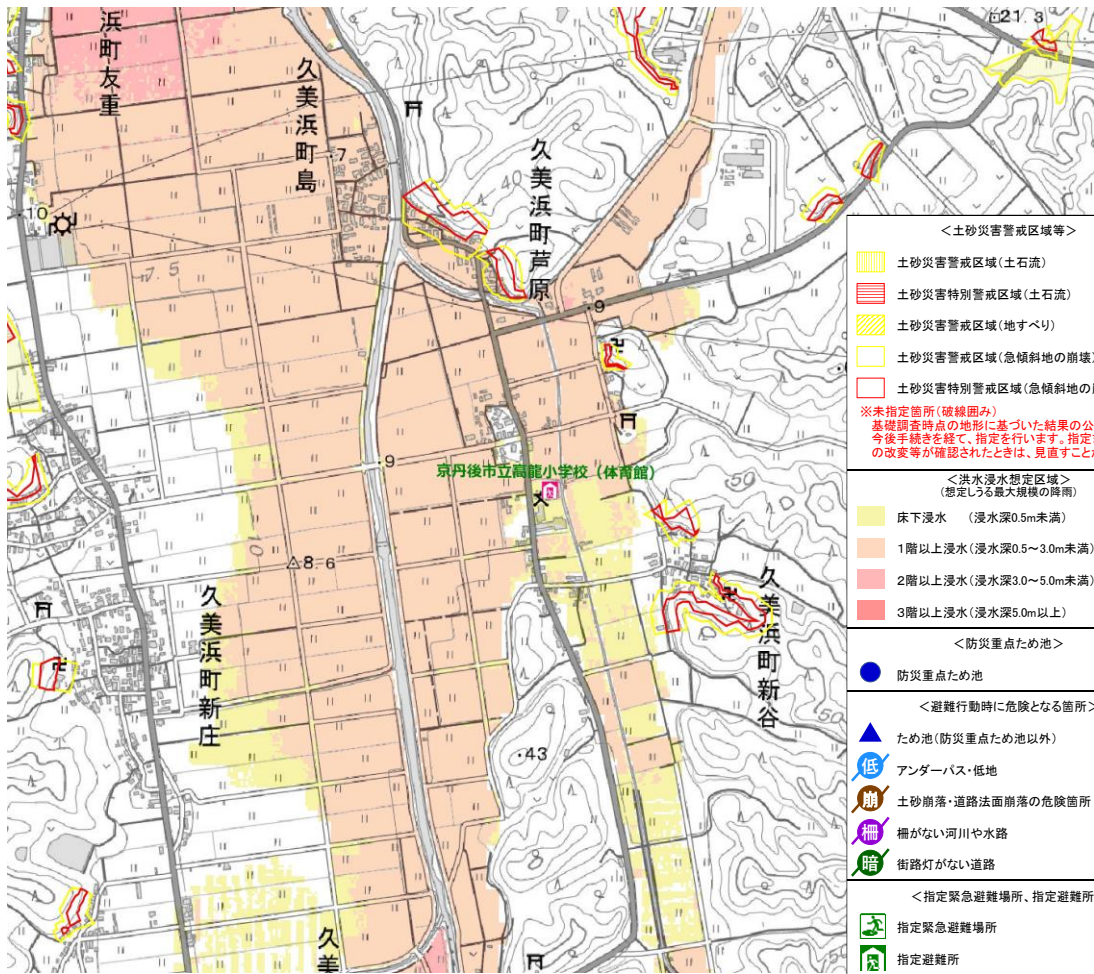 浜町友重
久美浜町島
久美浜町芦原
21.3
7
40
10
7.5
9
京丹後市立高龍小学校（体育館）
9
10
8.6
久美浜町新庄
久美浜町新谷
50
50
43
久美
＜土砂災害警戒区域等＞
土砂災害警戒区域(土石流)
土砂災害特別警戒区域(土石流)
土砂災害警戒区域(地すべり)
土砂災害警戒区域(急傾斜地の崩壊)
土砂災害特別警戒区域(急傾斜地の
※未指定箇所(破線囲み)
基礎調査時点の地形に基づいた結果の公
今後手続きを経て、指定を行います。指定
の改変等が確認されたときは、見直すことか
＜洪水浸水想定区域＞
(想定しうる最大規模の降雨)
床下浸水　(浸水深0.5m未満)
1階以上浸水(浸水深0.5～3.0m未満)
2階以上浸水(浸水深3.0～5.0m未満)
3階以上浸水(浸水深5.0m以上)
＜防災重点ため池＞
防災重点ため池
＜避難行動時に危険となる箇所＞
ため池(防災重点ため池以外)
低 アンダーパス・低地
崩 土砂崩落・道路法面崩落の危険箇所
柵 柵がない河川や水路
暗 街路灯がない道路
＜指定緊急避難場所、指定避難所
指定緊急避難場所
指定避難所